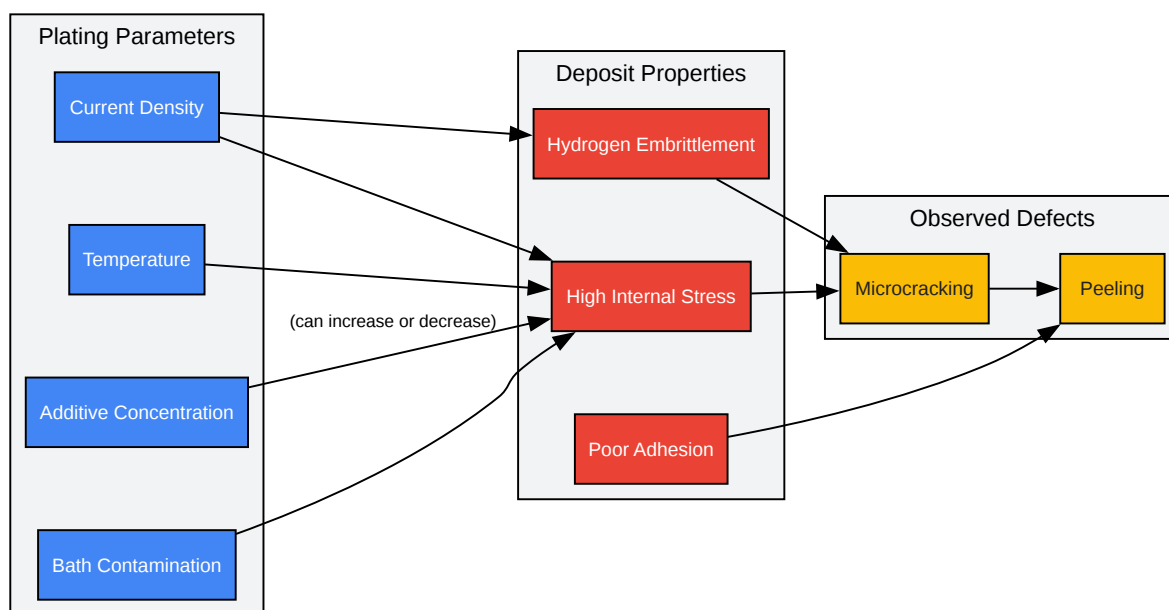 Plating Parameters
Current Density
Temperature
Additive Concentration
Bath Contamination
(can increase or decrease)
Deposit Properties
Hydrogen Embrittlement
High Internal Stress
Poor Adhesion
Observed Defects
Microcracking
Peeling